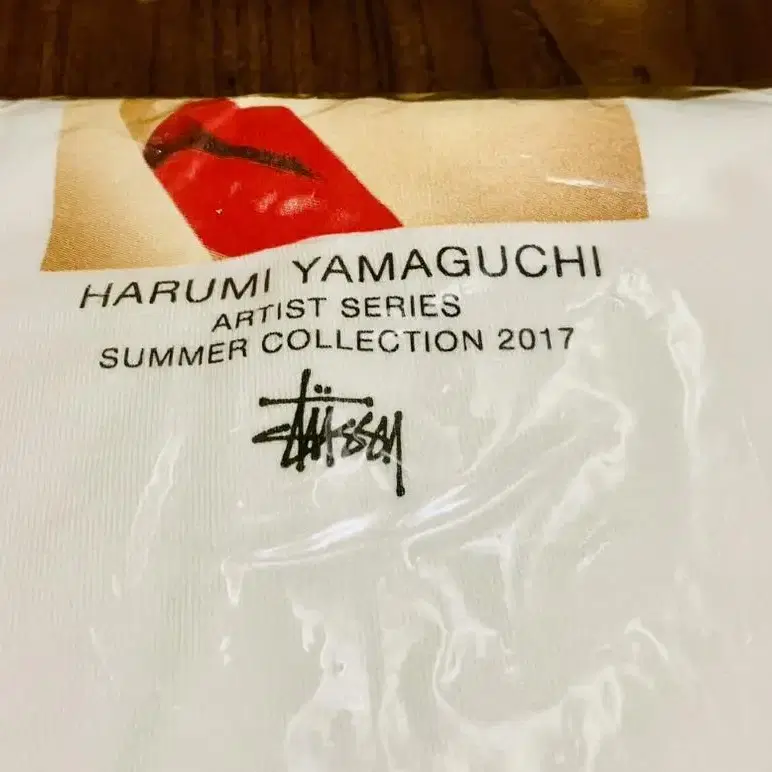 HARUMI YAMAGUCHI
ARTIST SERIES
SUMMER COLLECTION 2017
Stüssy